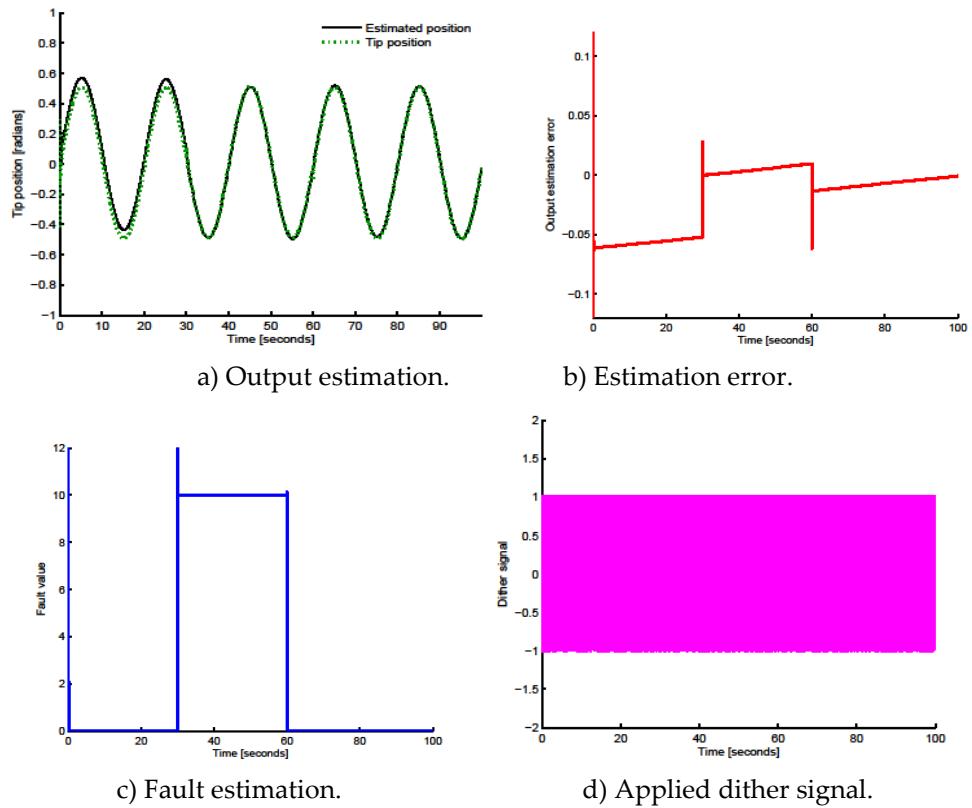 Estimated position
Tip position
1
0.8
0.6
0.4
0.2
0
−0.2
−0.4
−0.6
−0.8
−1
Tip position [radians]
0 10 20 30 40 50 60 70 80 90
Time [seconds]
a) Output estimation.
0.1
0.05
0
−0.05
−0.1
Output estimation error
0 20 40 60 80 100
Time [seconds]
b) Estimation error.
12
10
8
6
4
2
0
Fault value
0 20 40 60 80 100
Time [seconds]
c) Fault estimation.
2
1.5
1
0.5
0
−0.5
−1
−1.5
−2
Dither signal
0 20 40 60 80 100
Time [seconds]
d) Applied dither signal.